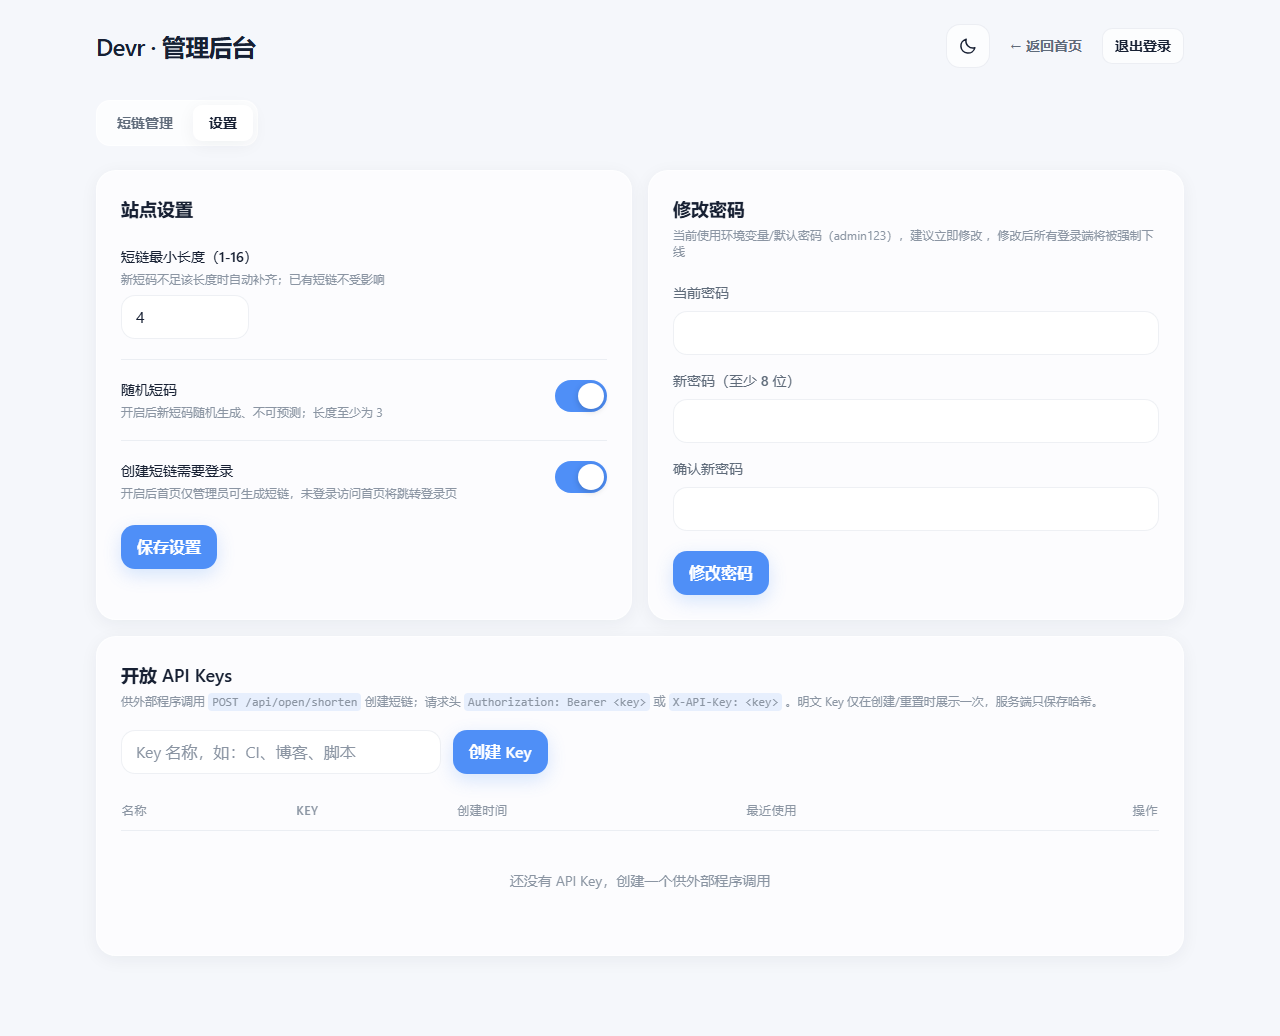 Devr · 管理后台
← 返回首页
退出登录
短链管理
设置
站点设置
短链最小长度（1-16）
新短码不足该长度时自动补齐；已有短链不受影响
4
随机短码
开启后新短码随机生成、不可预测；长度至少为 3
创建短链需要登录
开启后首页仅管理员可生成短链，未登录访问首页将跳转登录页
保存设置
修改密码
当前使用环境变量/默认密码（admin123），建议立即修改 ，修改后所有登录端将被强制下
线
当前密码
新密码（至少 8 位）
确认新密码
修改密码
开放 API Keys
供外部程序调用 POST /api/open/shorten 创建短链；请求头 Authorization: Bearer <key> 或 X-API-Key: <key> 。明文 Key 仅在创建/重置时展示一次，服务端只保存哈希。
Key 名称，如：CI、博客、脚本
创建 Key
名称 KEY 创建时间 最近使用 操作
还没有 API Key，创建一个供外部程序调用